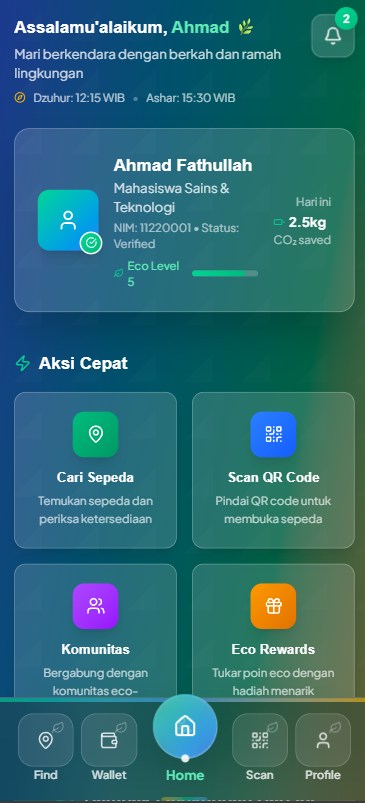 Assalamu'alaikum, Ahmad 🌿
2
Mari berkendara dengan berkah dan ramah
lingkungan
Dzuhur: 12:15 WIB • Ashar: 15:30 WIB
Ahmad Fathullah
Mahasiswa Sains &
Teknologi
NIM: 11220001 • Status:
Verified
Eco Level
5
Hari ini
2.5kg
CO₂ saved
Aksi Cepat
Cari Sepeda
Temukan sepeda dan
periksa ketersediaan
Scan QR Code
Pindai QR code untuk
membuka sepeda
Komunitas
Bergabung dengan
komunitas eco-
Eco Rewards
Tukar poin eco dengan
hadiah menarik
Find
Wallet
Home
Scan
Profile